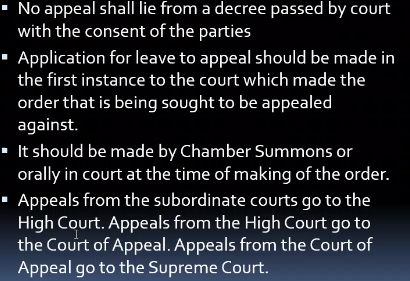 ▪ No appeal shall lie from a decree passed by court
with the consent of the parties
▪ Application for leave to appeal should be made in
the first instance to the court which made the
order that is being sought to be appealed
against.
▪ It should be made by Chamber Summons or
orally in court at the time of making of the order.
▪ Appeals from the subordinate courts go to the
High Court. Appeals from the High Court go to
the Court of Appeal. Appeals from the Court of
Appeal go to the Supreme Court.